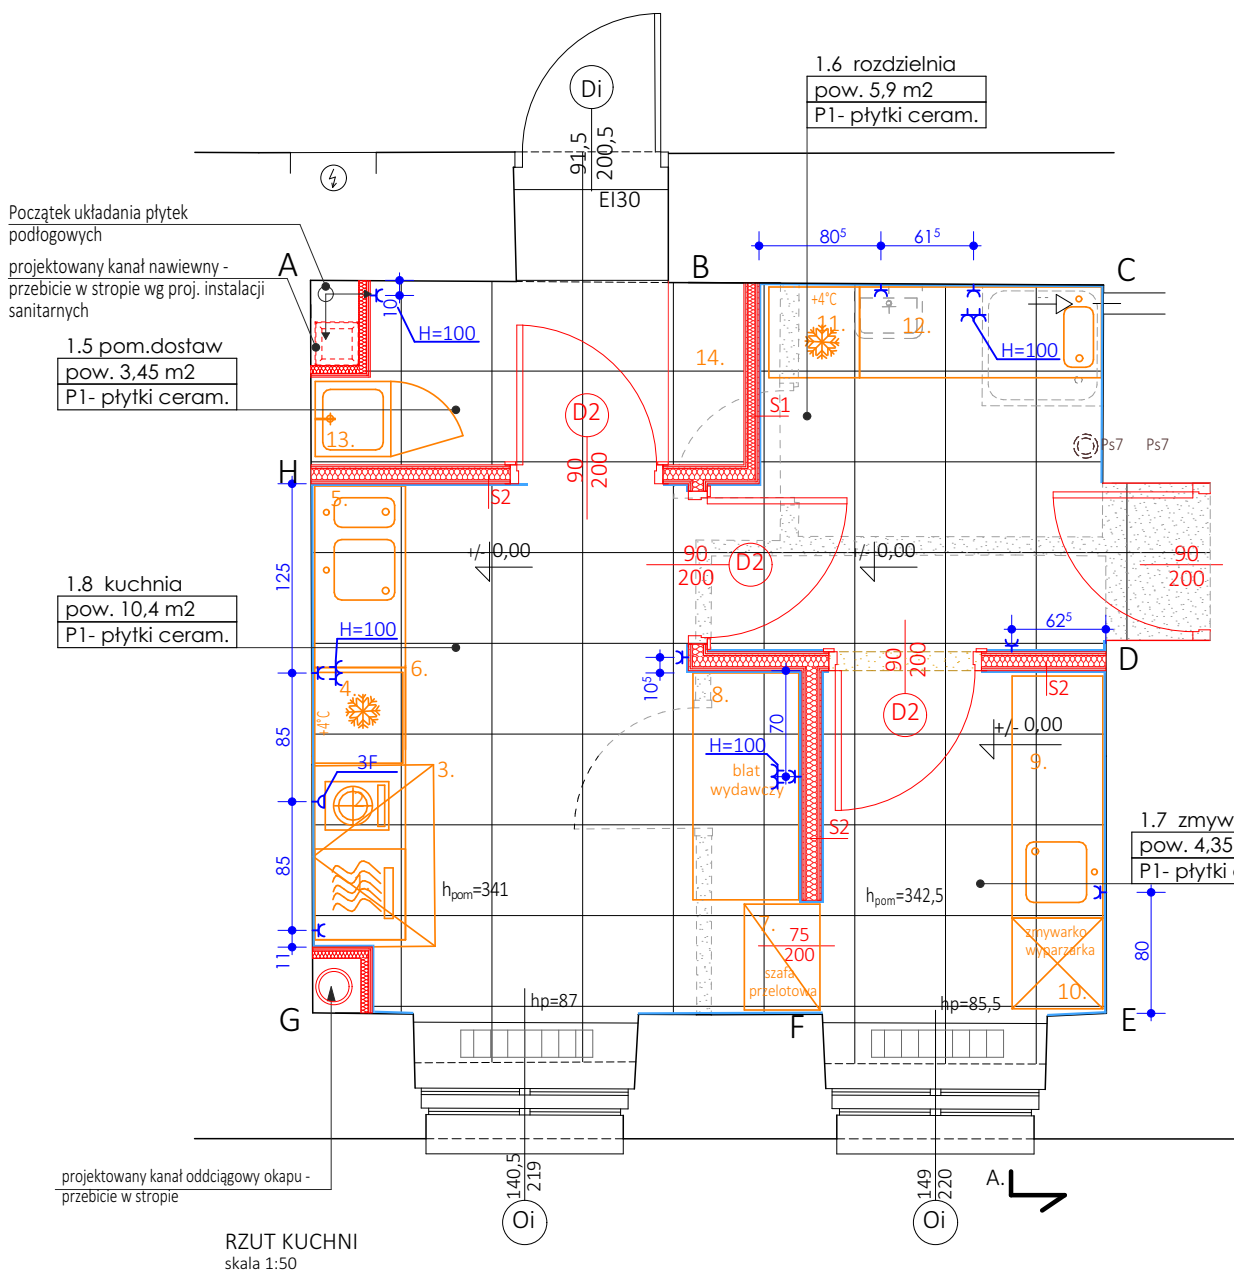 1.6 rozdzielnia
pow. 5,9 m2
P1- płytki ceram.
Di
91,5
200,5
EI30
Początek układania płytek
podłogowych
projektowany kanał nawiewny -
przebicie w stropie wg proj. instalacji
sanitarnych
A
B
C
80⁵
61⁵
10
H=100
+4°C
11.
12.
H=100
1.5 pom.dostaw
pow. 3,45 m2
P1- płytki ceram.
14.
S1
D2
90
200
13.
Ps7
Ps7
H
S2
5.
+/- 0,00
90
200
D2
+/- 0,00
90
200
125
1.8 kuchnia
pow. 10,4 m2
P1- płytki ceram.
H=100
62⁵
D
6.
4.
+4°C
10⁵
8.
90
200
D2
S2
+/- 0,00
85
70
H=100
3F
3.
blat
wydawczy
9.
2.
S2
1.7 zmyw
pow. 4,35
P1- płytki
85
h pom=341
h pom=342,5
11
7.
75
200
szafa
przelotowa
zmywarko
wyparzarka
10.
80
hp=87
hp=85,5
G
F
E
projektowany kanał oddciągowy okapu -
przebicie w stropie
140,5
219
149
220
A.
Oi
Oi
RZUT KUCHNI
skala 1:50